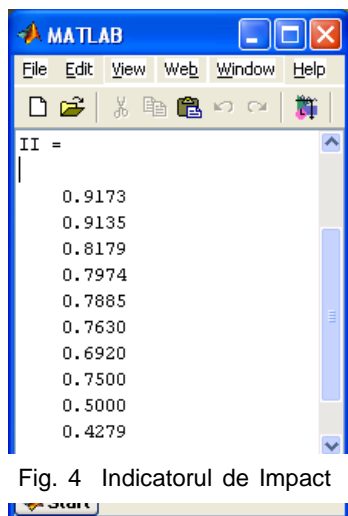 MATLAB
File Edit View Web Window Help
II =
0.9173
0.9135
0.8179
0.7974
0.7885
0.7630
0.6920
0.7500
0.5000
0.4279
Fig. 4 Indicatorul de Impact
Start